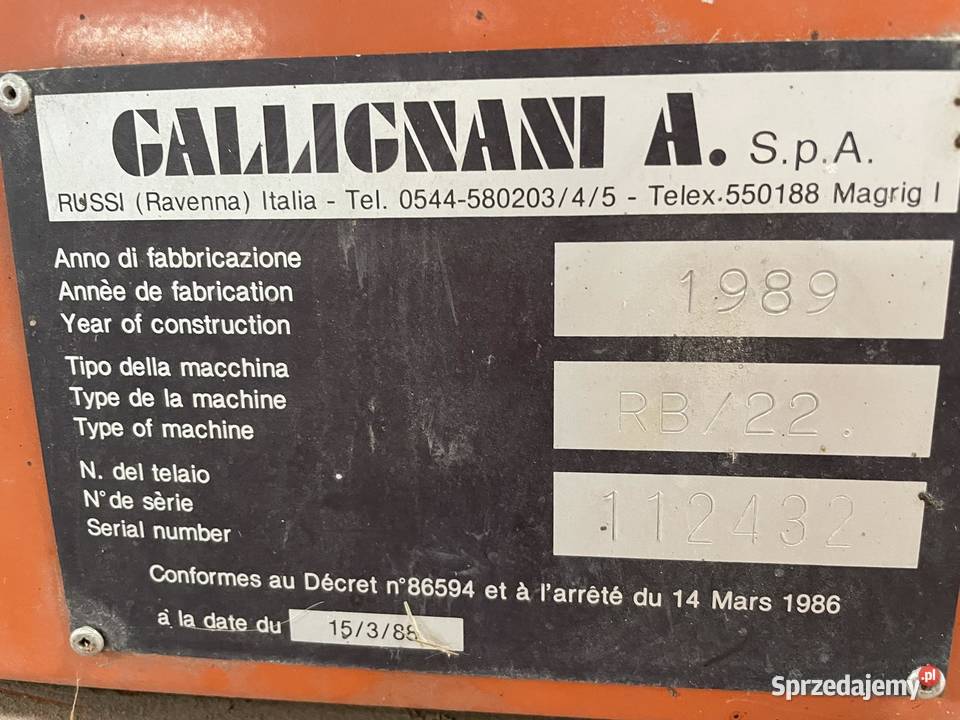 GALLIGNANI A. S.p.A.
RUSSI (Ravenna) Italia - Tel. 0544-580203/4/5 - Telex 550188 Magrig I
Anno di fabbricazione
Annèe de fabrication
Year of construction
1989
Tipo della macchina
Type de la machine
Type of machine
RB/22.
N. del telaio
N° de sèrie
Serial number
112432
Conformes au Décret n°86594 et à l'arrêté du 14 Mars 1986
à la date du 15/3/88
Sprzedajemy.pl